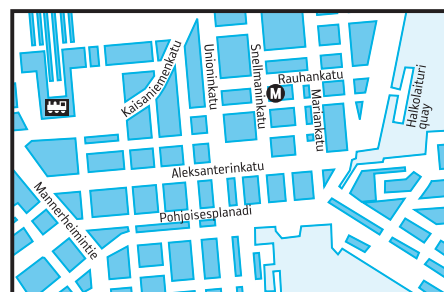 Kaisaniemenkatu
Unioninkatu
Snellmaninkatu
Rauhankatu
M
Mariankatu
Halkolaituri
quay
Aleksanterinkatu
Mannerheimintie
Pohjoisesplanadi